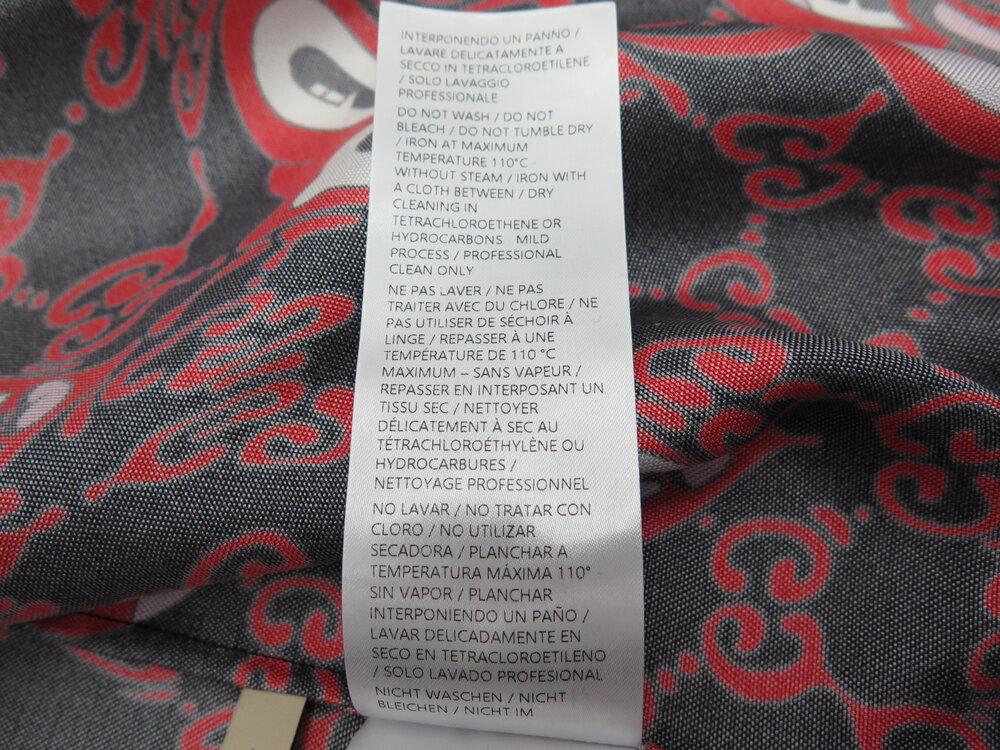 INTERPONENDO UN PANNO /
LAVARE DELICATAMENTE A
SECCO IN TETRACLOROETILENE
/ SOLO LAVAGGIO
PROFESSIONALE
DO NOT WASH / DO NOT
BLEACH / DO NOT TUMBLE DRY
/ IRON AT MAXIMUM
TEMPERATURE 110°C
WITHOUT STEAM / IRON WITH
A CLOTH BETWEEN / DRY
CLEANING IN
TETRACHLOROETHENE OR
HYDROCARBONS MILD
PROCESS / PROFESSIONAL
CLEAN ONLY
NE PAS LAVER / NE PAS
TRAITER AVEC DU CHLORE / NE
PAS UTILISER DE SÉCHOIR À
LINGE / REPASSER À UNE
TEMPÉRATURE DE 110 °C
MAXIMUM – SANS VAPEUR /
REPASSER EN INTERPOSANT UN
TISSU SEC / NETTOYER
DÉLICATEMENT À SEC AU
TÉTRACHLOROÉTHYLÈNE OU
HYDROCARBURES /
NETTOYAGE PROFESSIONNEL
NO LAVAR / NO TRATAR CON
CLORO / NO UTILIZAR
SECADORA / PLANCHAR A
TEMPERATURA MÁXIMA 110°
SIN VAPOR / PLANCHAR
INTERPONIENDO UN PAÑO /
LAVAR DELICADAMENTE EN
SECO EN TETRACLOROETILENO
/ SOLO LAVADO PROFESIONAL
NICHT WASCHEN / NICHT
BLEICHEN / NICHT IM